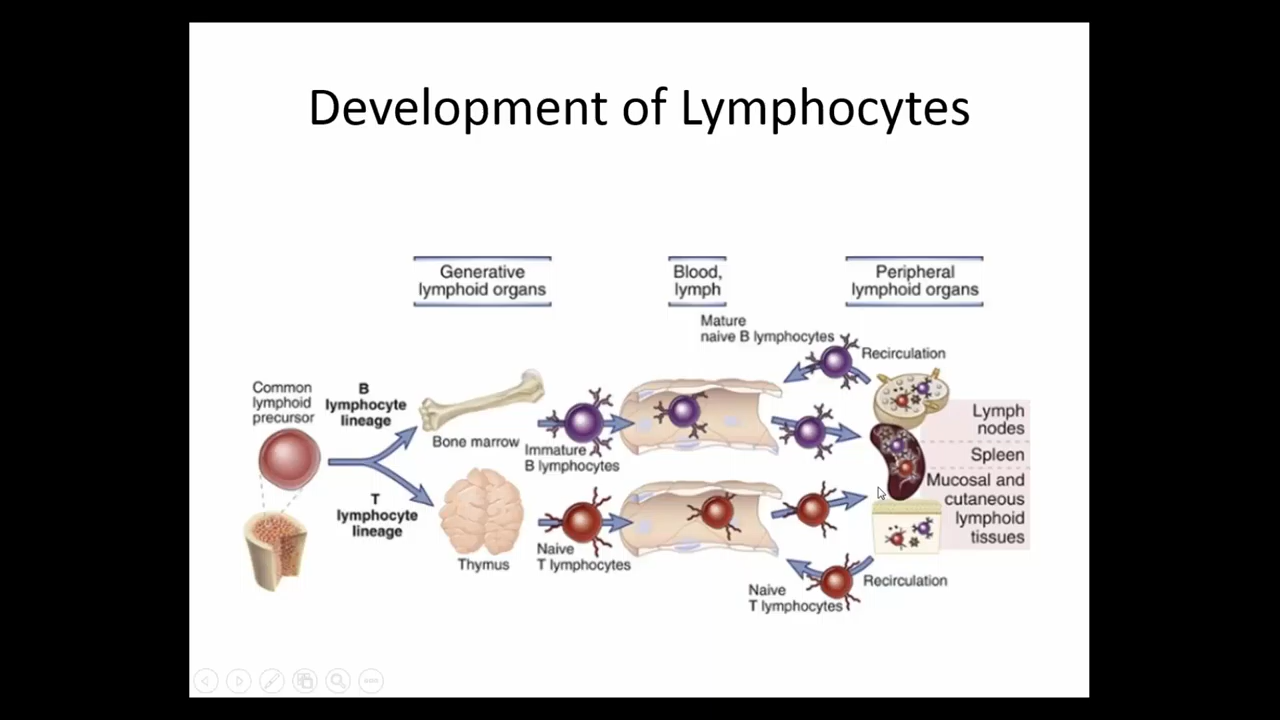 Development of Lymphocytes
Generative
lymphoid organs
Blood,
lymph
Peripheral
lymphoid organs
Mature
naive B lymphocytes
Recirculation
Common
lymphoid
precursor
B
lymphocyte
lineage
Bone marrow
Immature
B lymphocytes
Lymph
nodes
Spleen
Mucosal and
cutaneous
lymphoid
tissues
T
lymphocyte
lineage
Thymus
Naive
T lymphocytes
Naive
T lymphocytes
Recirculation